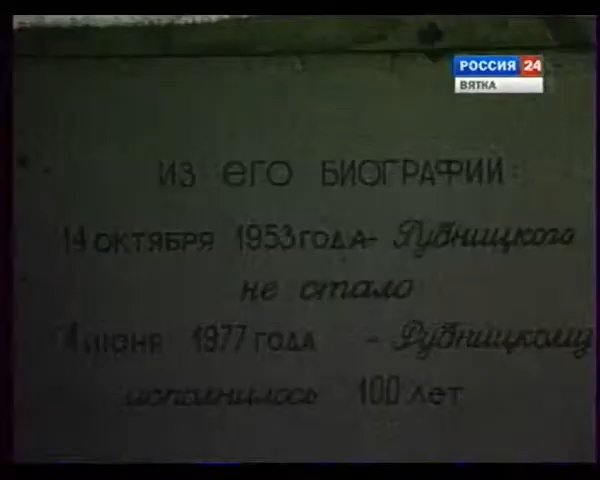 РОССИЯ 24
ВЯТКА
ИЗ ЕГО БИОГРАФИИ:
14 ОКТЯБРЯ 1953 ГОДА - Рубницкого
не стало
4 ИЮНЯ 1977 ГОДА - Рубницкому
исполнилось 100 лет